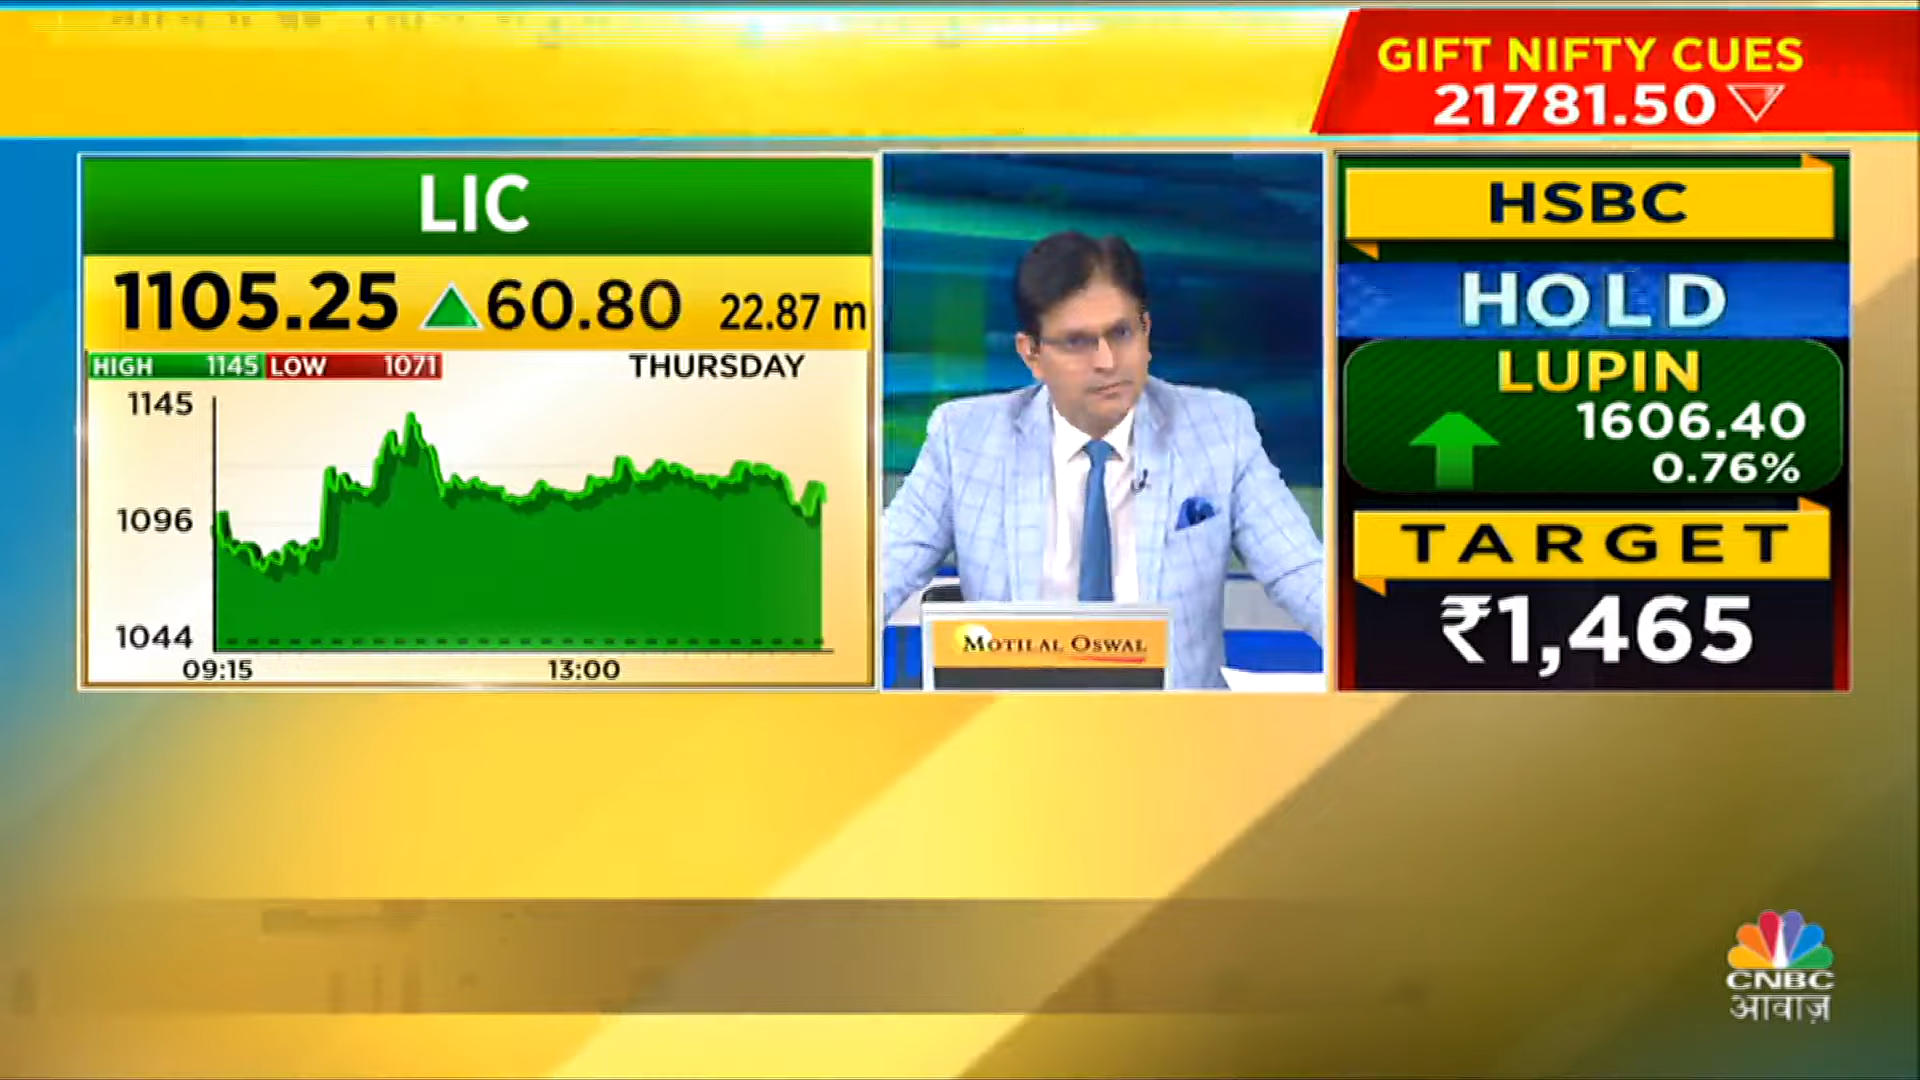 GIFT NIFTY CUES
21781.50
LIC
1105.25 60.80 22.87 m
HIGH 1145 LOW 1071 THURSDAY
1145
1096
1044
09:15 13:00
MOTILAL OSWAL
HSBC
HOLD
LUPIN
1606.40
0.76%
TARGET
₹1,465
CNBC
आवाज़